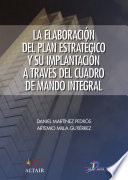 LA ELABORACIÓN
DEL PLAN ESTRATÉGICO
Y SU IMPLANTACIÓN
A TRAVÉS DEL CUADRO
DE MANDO INTEGRAL
DANIEL MARTÍNEZ PEDRÓS
ARTEMIO MILLA GUTIÉRREZ
ALTAIR